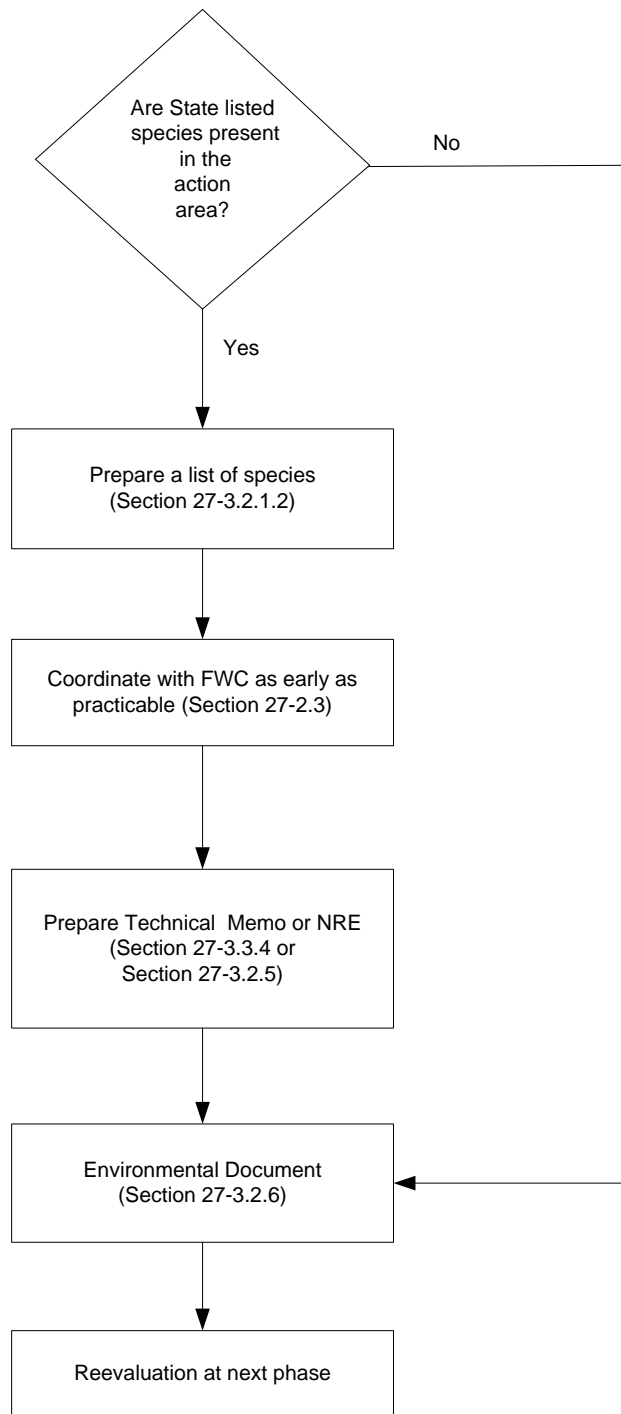 Are State listed
species present
in the
action
area?
No
Yes
Prepare a list of species
(Section 27-3.2.1.2)
Coordinate with FWC as early as
practicable (Section 27-2.3)
Prepare Technical Memo or NRE
(Section 27-3.3.4 or
Section 27-3.2.5)
Environmental Document
(Section 27-3.2.6)
Reevaluation at next phase